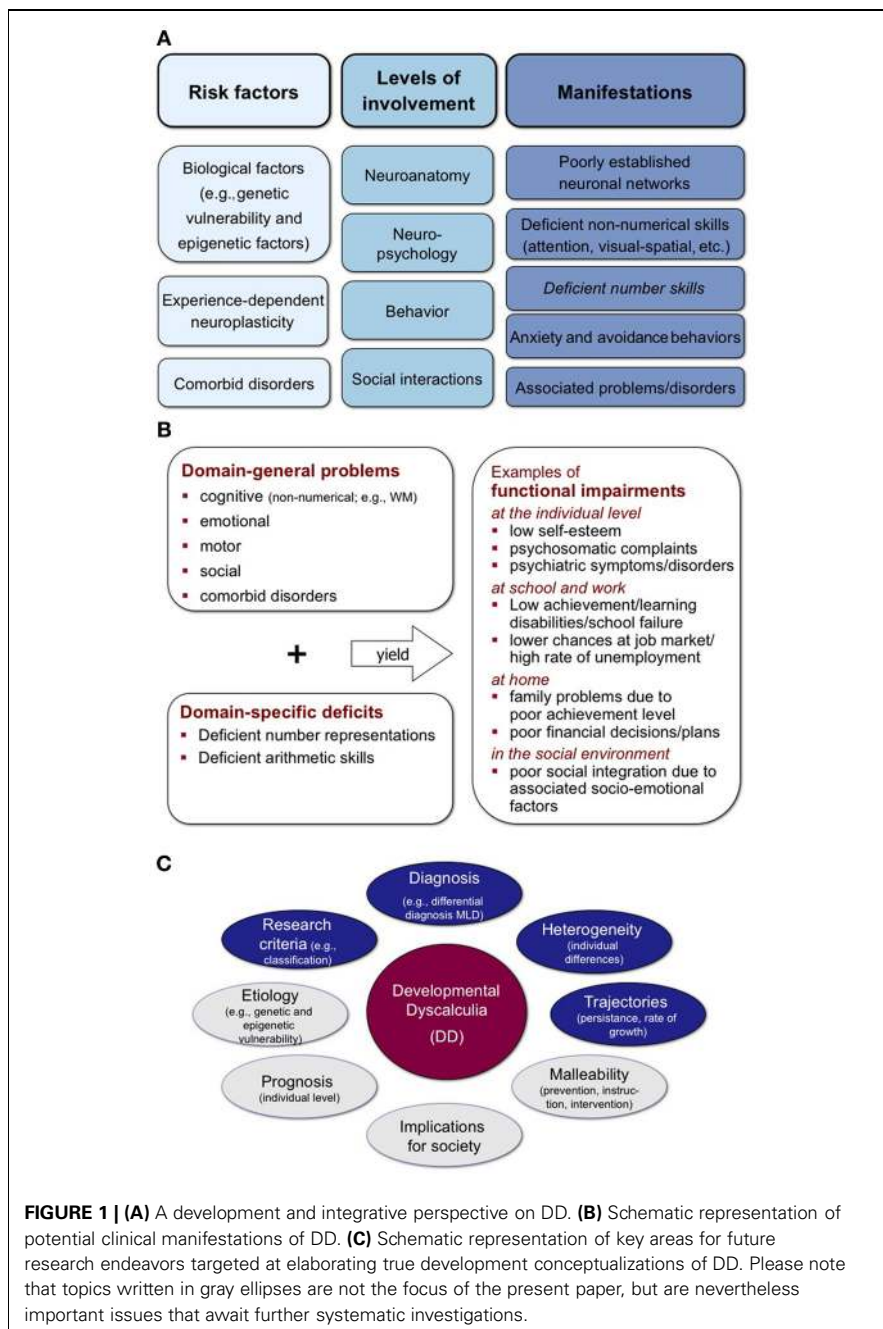 A
Risk factors
Levels of
involvement
Manifestations
Biological factors
(e.g., genetic
vulnerability and
epigenetic factors)
Experience-dependent
neuroplasticity
Comorbid disorders
Neuroanatomy
Neuro-
psychology
Behavior
Social interactions
Poorly established
neuronal networks
Deficient non-numerical skills
(attention, visual-spatial, etc.)
Deficient number skills
Anxiety and avoidance behaviors
Associated problems/disorders
B
Domain-general problems
▪ cognitive (non-numerical; e.g., WM)
▪ emotional
▪ motor
▪ social
▪ comorbid disorders
+
yield
Domain-specific deficits
▪ Deficient number representations
▪ Deficient arithmetic skills
Examples of
functional impairments
at the individual level
▪ low self-esteem
▪ psychosomatic complaints
▪ psychiatric symptoms/disorders
at school and work
▪ Low achievement/learning
disabilities/school failure
▪ lower chances at job market/
high rate of unemployment
at home
▪ family problems due to
poor achievement level
▪ poor financial decisions/plans
in the social environment
▪ poor social integration due to
associated socio-emotional
factors
C
Diagnosis
(e.g., differential
diagnosis MLD)
Research
criteria (e.g.,
classification)
Heterogeneity
(individual
differences)
Etiology
(e.g., genetic and
epigenetic
vulnerability)
Developmental
Dyscalculia
(DD)
Trajectories
(persistance, rate of
growth)
Prognosis
(individual level)
Malleability
(prevention, instruc-
tion, intervention)
Implications
for society
FIGURE 1 | (A) A development and integrative perspective on DD. (B) Schematic representation of
potential clinical manifestations of DD. (C) Schematic representation of key areas for future
research endeavors targeted at elaborating true development conceptualizations of DD. Please note
that topics written in gray ellipses are not the focus of the present paper, but are nevertheless
important issues that await further systematic investigations.